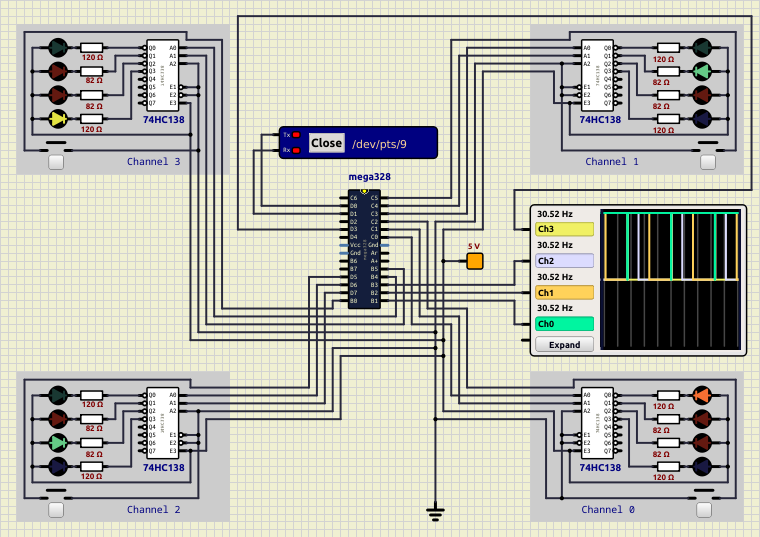 120 Ω
82 Ω
82 Ω
120 Ω
Q0
Q1
Q2
Q3
Q4
Q5
Q6
Q7
A0
A1
A2
E1
E2
E3
74HC138
Channel 3
A0
A1
A2
E1
E2
E3
Q0
Q1
Q2
Q3
Q4
Q5
Q6
Q7
120 Ω
82 Ω
82 Ω
120 Ω
74HC138
Channel 1
Tx
Rx
Close
/dev/pts/9
mega328
C6
D0
D1
D2
D3
D4
Vcc
Gnd
B6
B7
D5
D6
D7
B0
C5
C4
C3
C2
C1
C0
Gnd
Ar
A+
B5
B4
B3
B2
B1
5 V
30.52 Hz
Ch3
30.52 Hz
Ch2
30.52 Hz
Ch1
30.52 Hz
Ch0
Expand
120 Ω
82 Ω
82 Ω
120 Ω
Q0
Q1
Q2
Q3
Q4
Q5
Q6
Q7
A0
A1
A2
E1
E2
E3
74HC138
Channel 2
A0
A1
A2
E1
E2
E3
Q0
Q1
Q2
Q3
Q4
Q5
Q6
Q7
120 Ω
82 Ω
82 Ω
120 Ω
74HC138
Channel 0